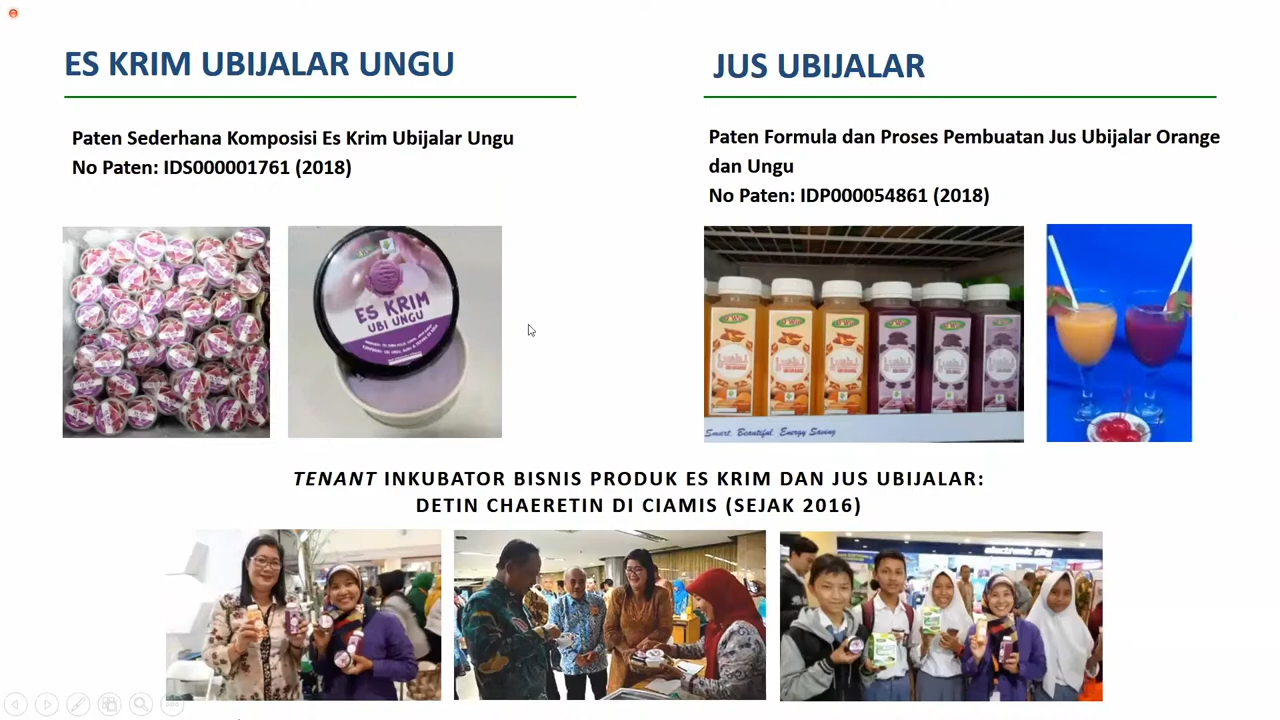 ES KRIM UBIJALAR UNGU
Paten Sederhana Komposisi Es Krim Ubijalar Ungu
No Paten: IDS000001761 (2018)
ES KRIM
UBI UNGU
JUS UBIJALAR
Paten Formula dan Proses Pembuatan Jus Ubijalar Orange
dan Ungu
No Paten: IDP000054861 (2018)
Smart, Beautiful, Energy Saving
TENANT INKUBATOR BISNIS PRODUK ES KRIM DAN JUS UBIJALAR:
DETIN CHAERETIN DI CIAMIS (SEJAK 2016)
electronic city